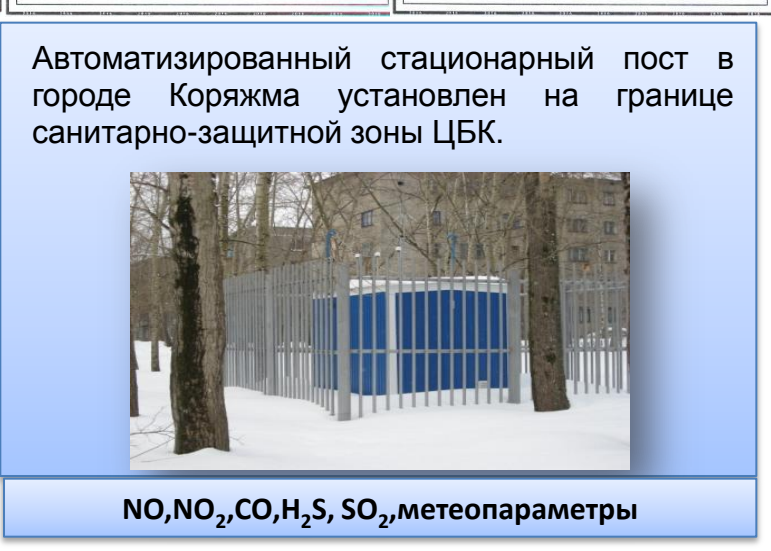 Автоматизированный стационарный пост в
городе Коряжма установлен на границе
санитарно-защитной зоны ЦБК.
NO,NO₂,CO,H₂S, SO₂,метеопараметры